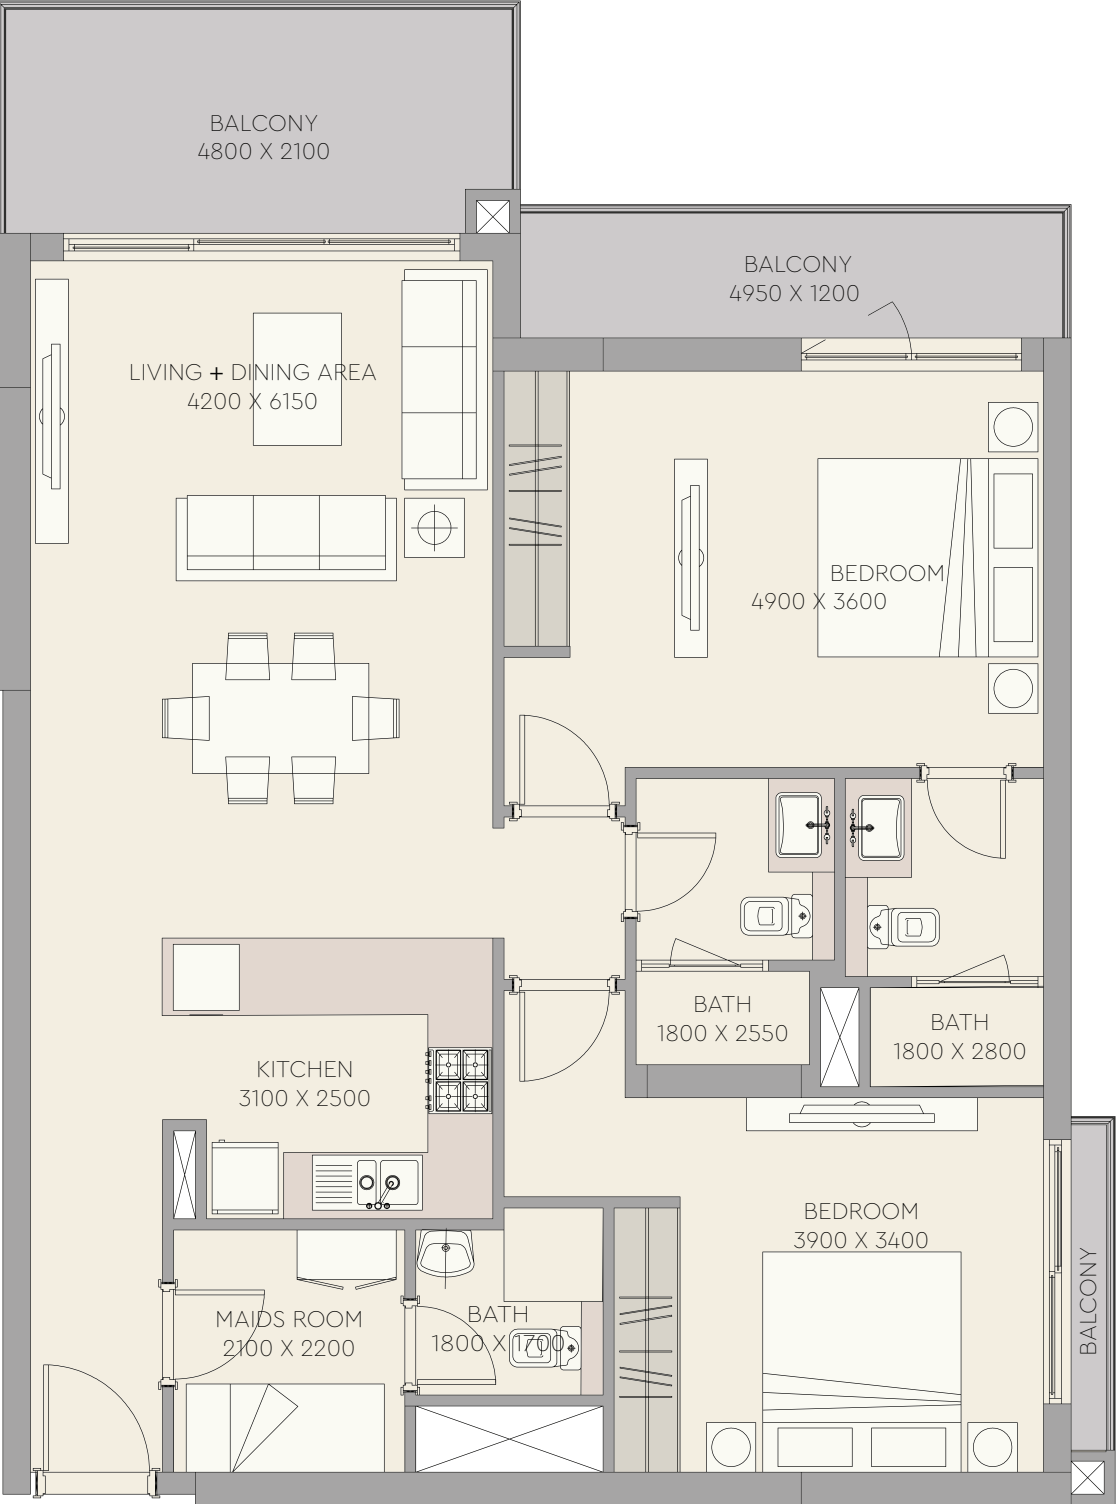 BALCONY
4800 X 2100
BALCONY
4950 X 1200
LIVING + DINING AREA
4200 X 6150
BEDROOM
4900 X 3600
BATH
1800 X 2550
BATH
1800 X 2800
KITCHEN
3100 X 2500
BEDROOM
3900 X 3400
BALCONY
MAIDS ROOM
2100 X 2200
BATH
1800 X 1700